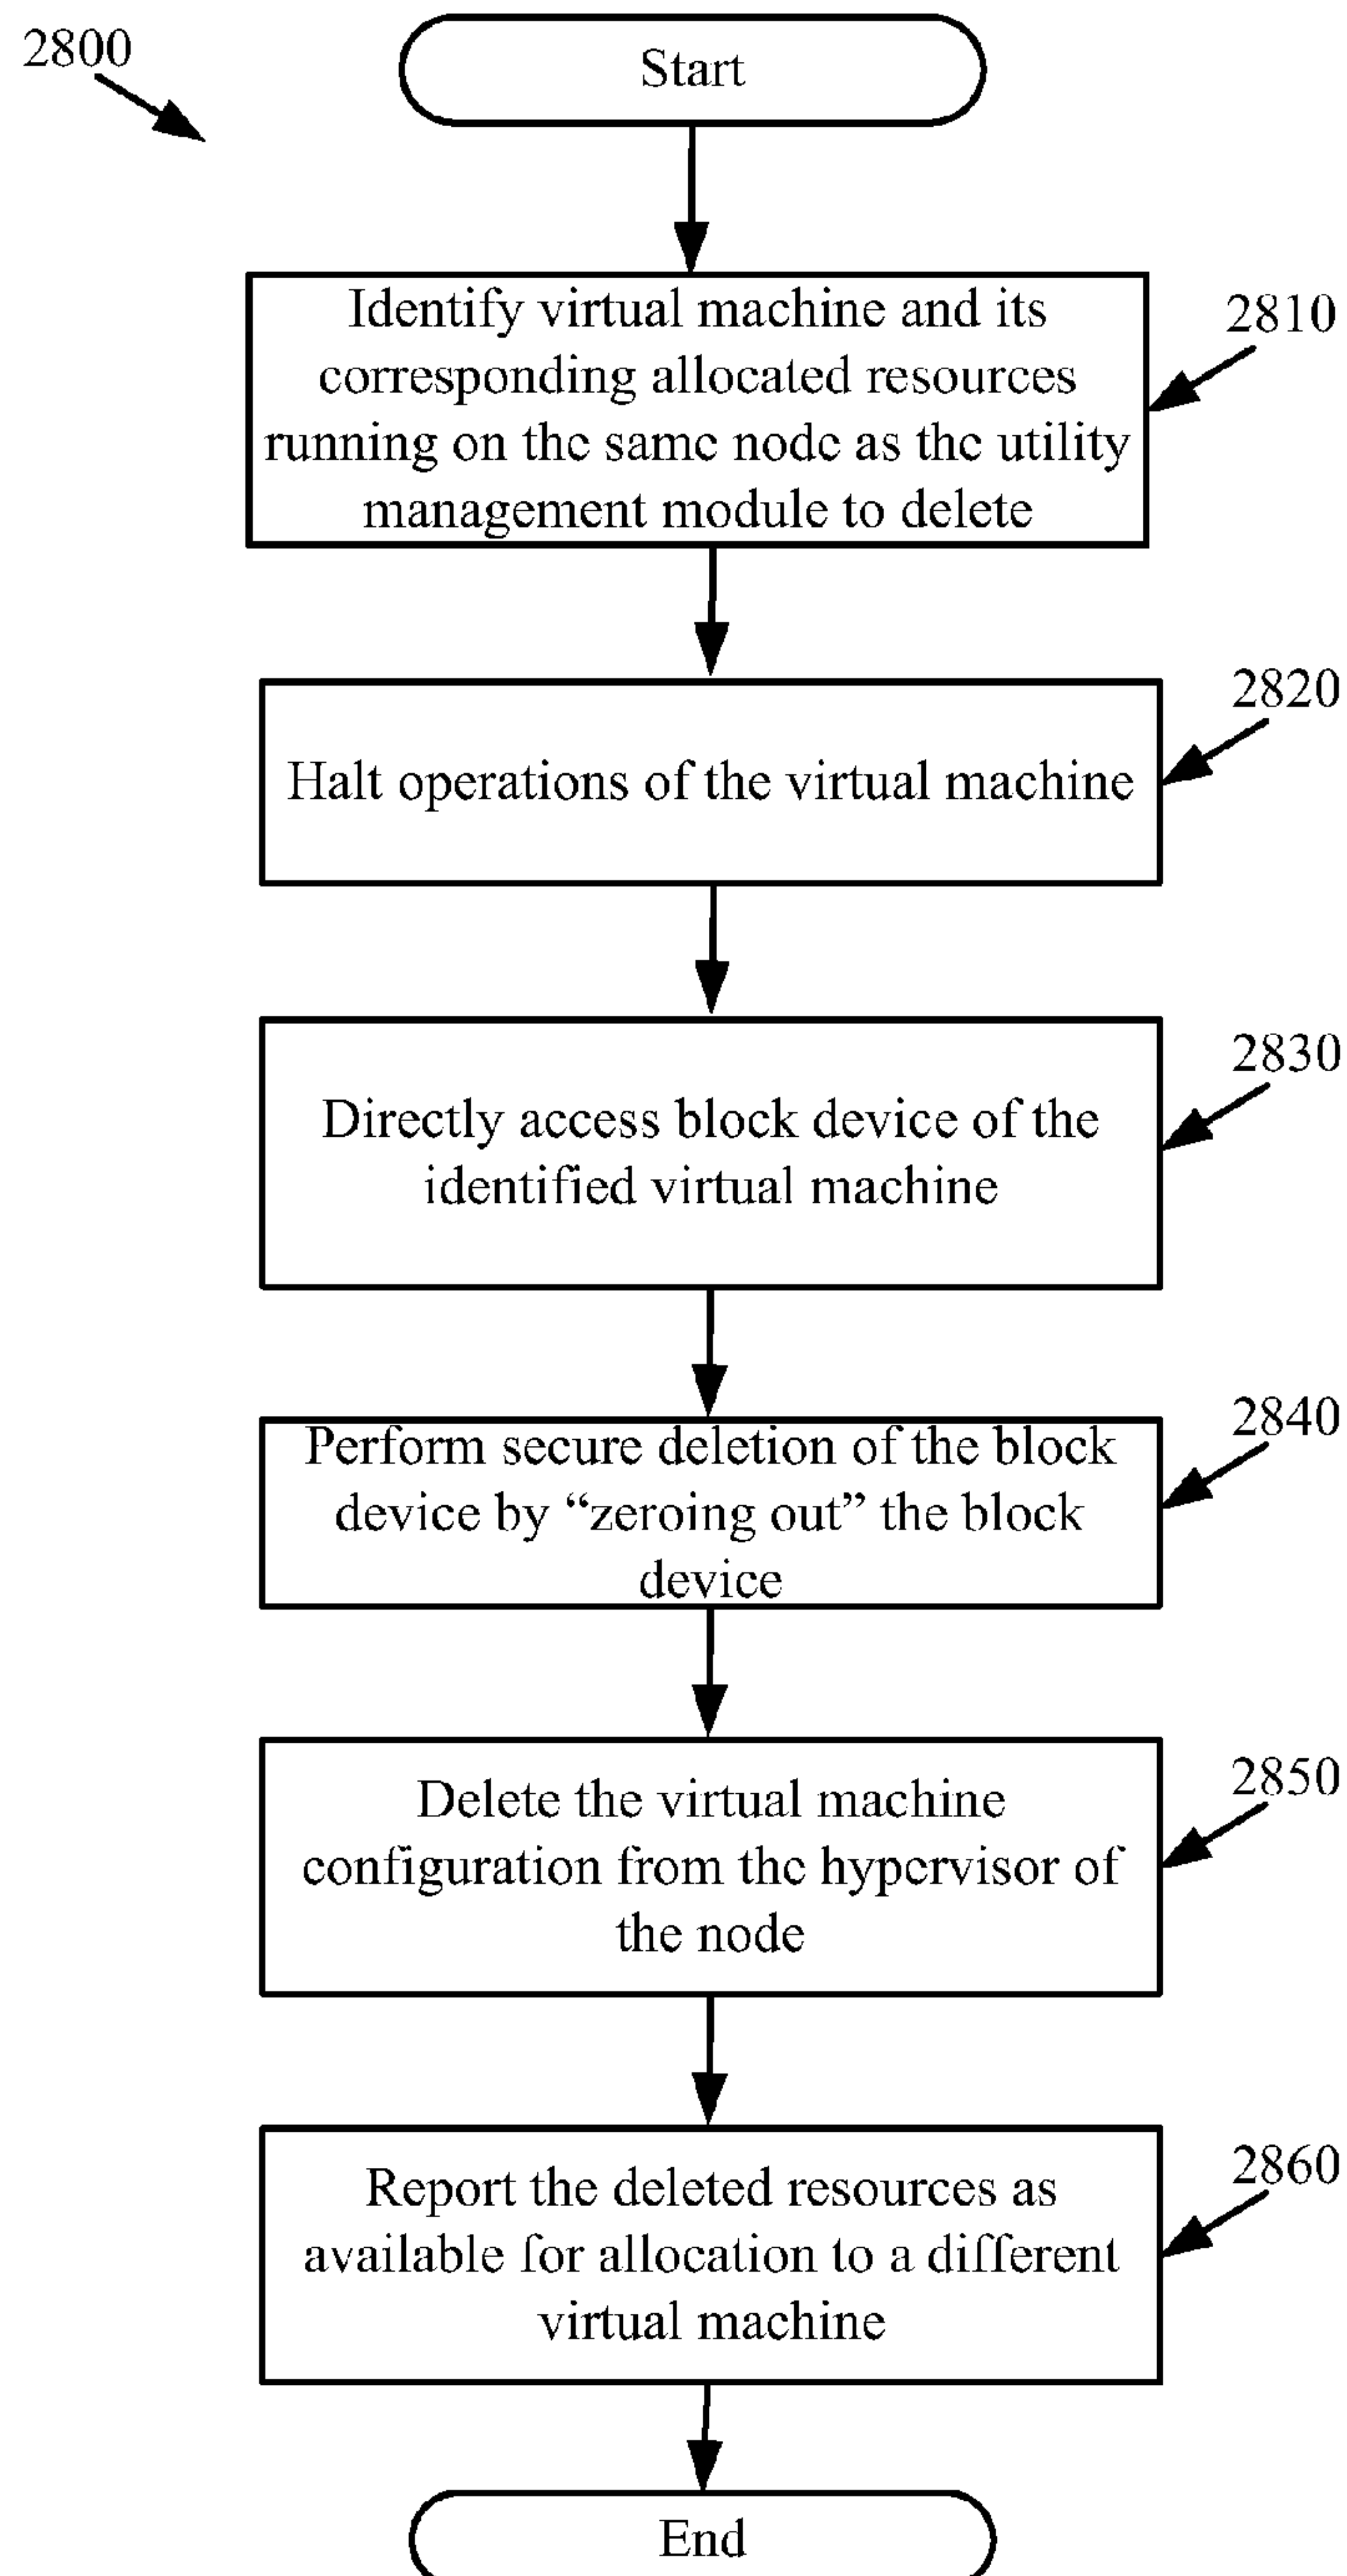 2800
Start
Identify virtual machine and its
corresponding allocated resources
running on the same node as the utility
management module to delete
2810
Halt operations of the virtual machine
2820
Directly access block device of the
identified virtual machine
2830
Perform secure deletion of the block
device by “zeroing out” the block
device
2840
Delete the virtual machine
configuration from the hypervisor of
the node
2850
Report the deleted resources as
available for allocation to a different
virtual machine
2860
End